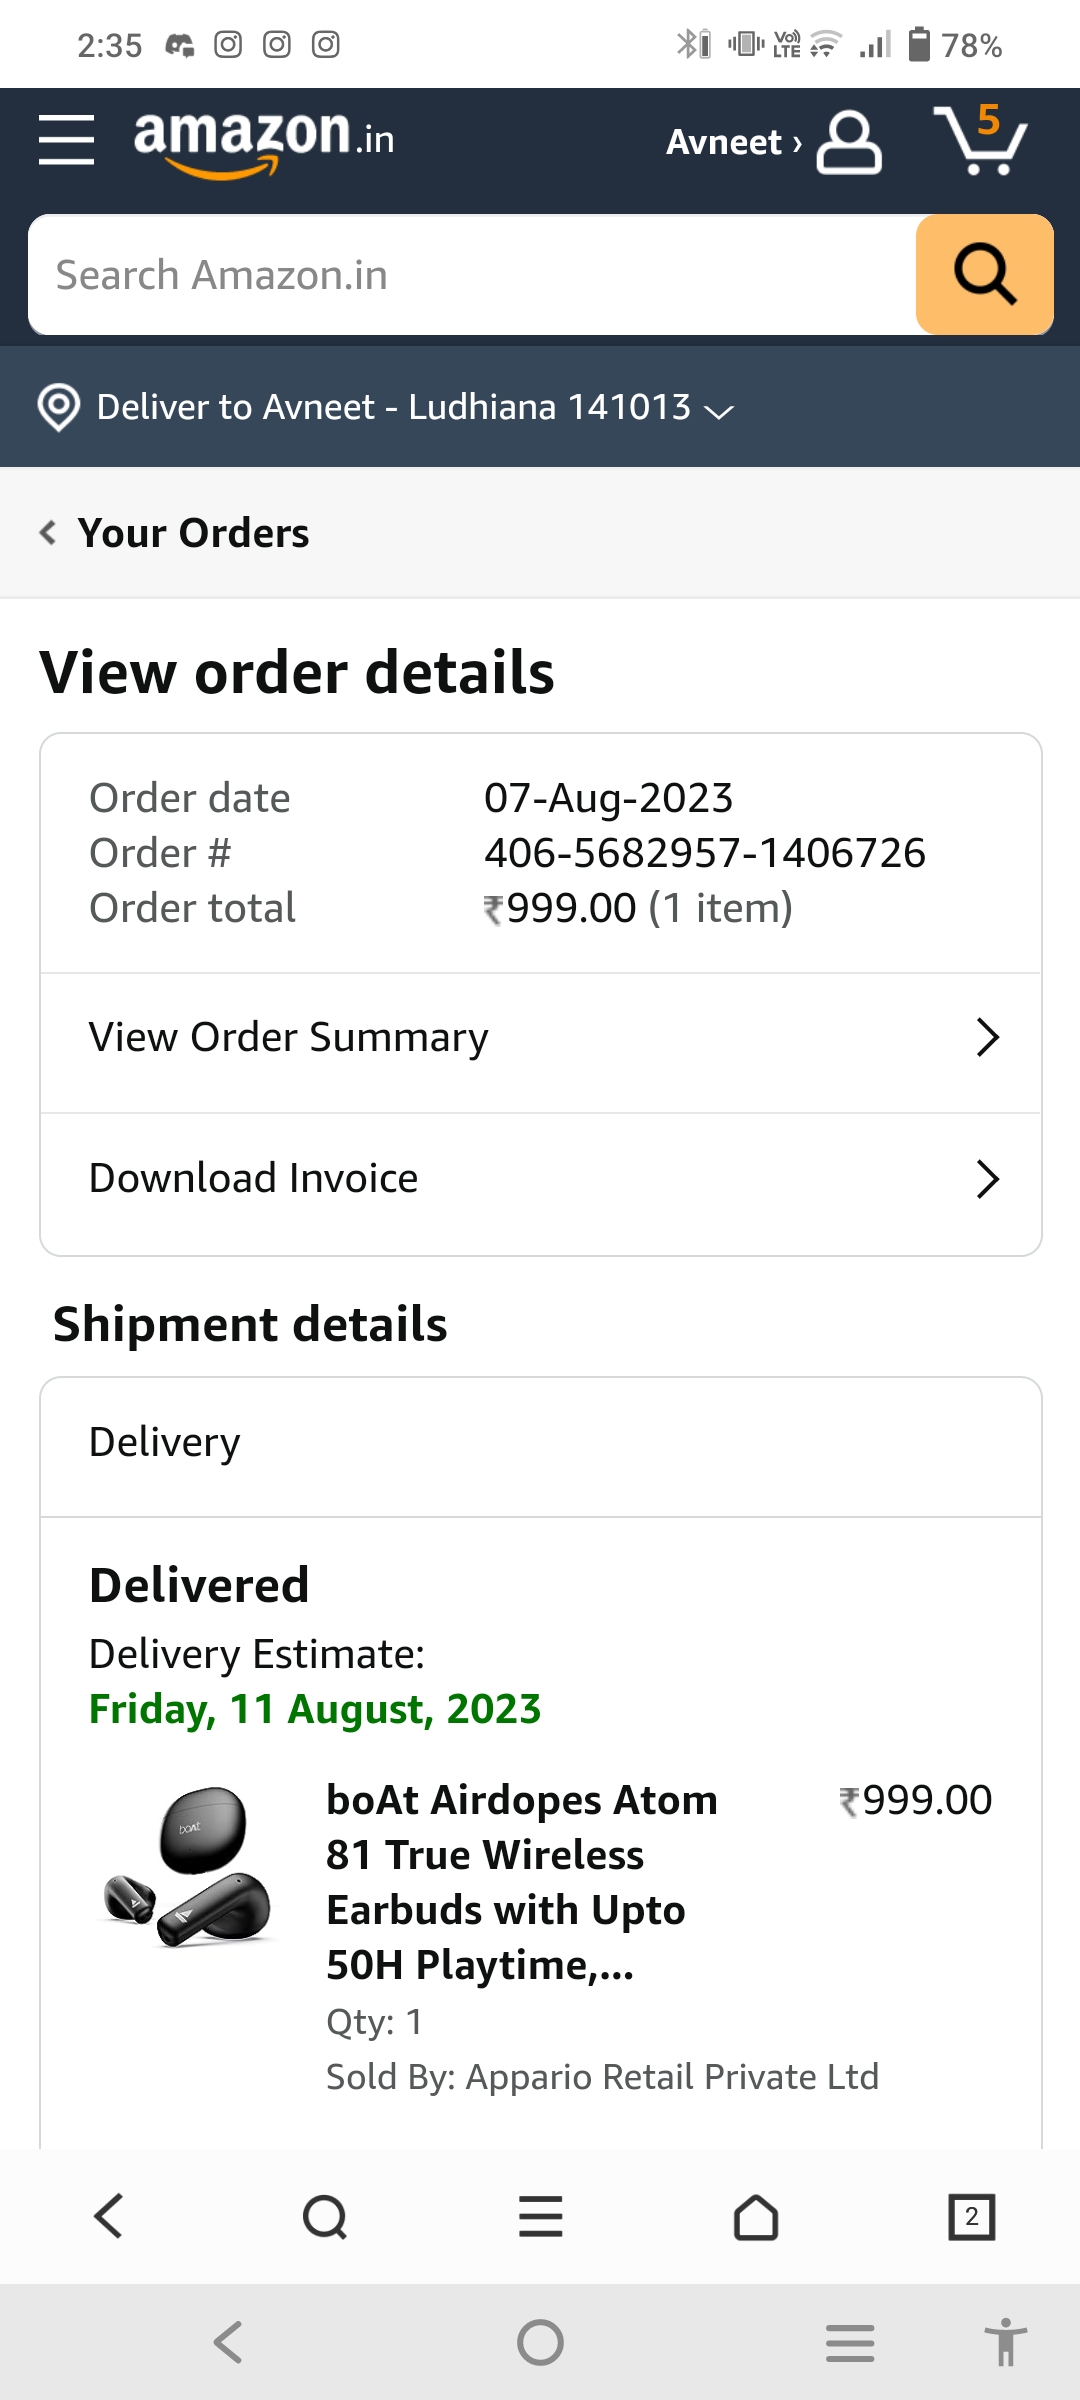 2:35
Vo)) LTE
78%
amazon.in
Avneet ›
5
Search Amazon.in
Deliver to Avneet - Ludhiana 141013
Your Orders
View order details
Order date 07-Aug-2023
Order # 406-5682957-1406726
Order total ₹999.00 (1 item)
View Order Summary
Download Invoice
Shipment details
Delivery
Delivered
Delivery Estimate:
Friday, 11 August, 2023
boAt
boAt Airdopes Atom ₹999.00
81 True Wireless
Earbuds with Upto
50H Playtime,...
Qty: 1
Sold By: Appario Retail Private Ltd
2